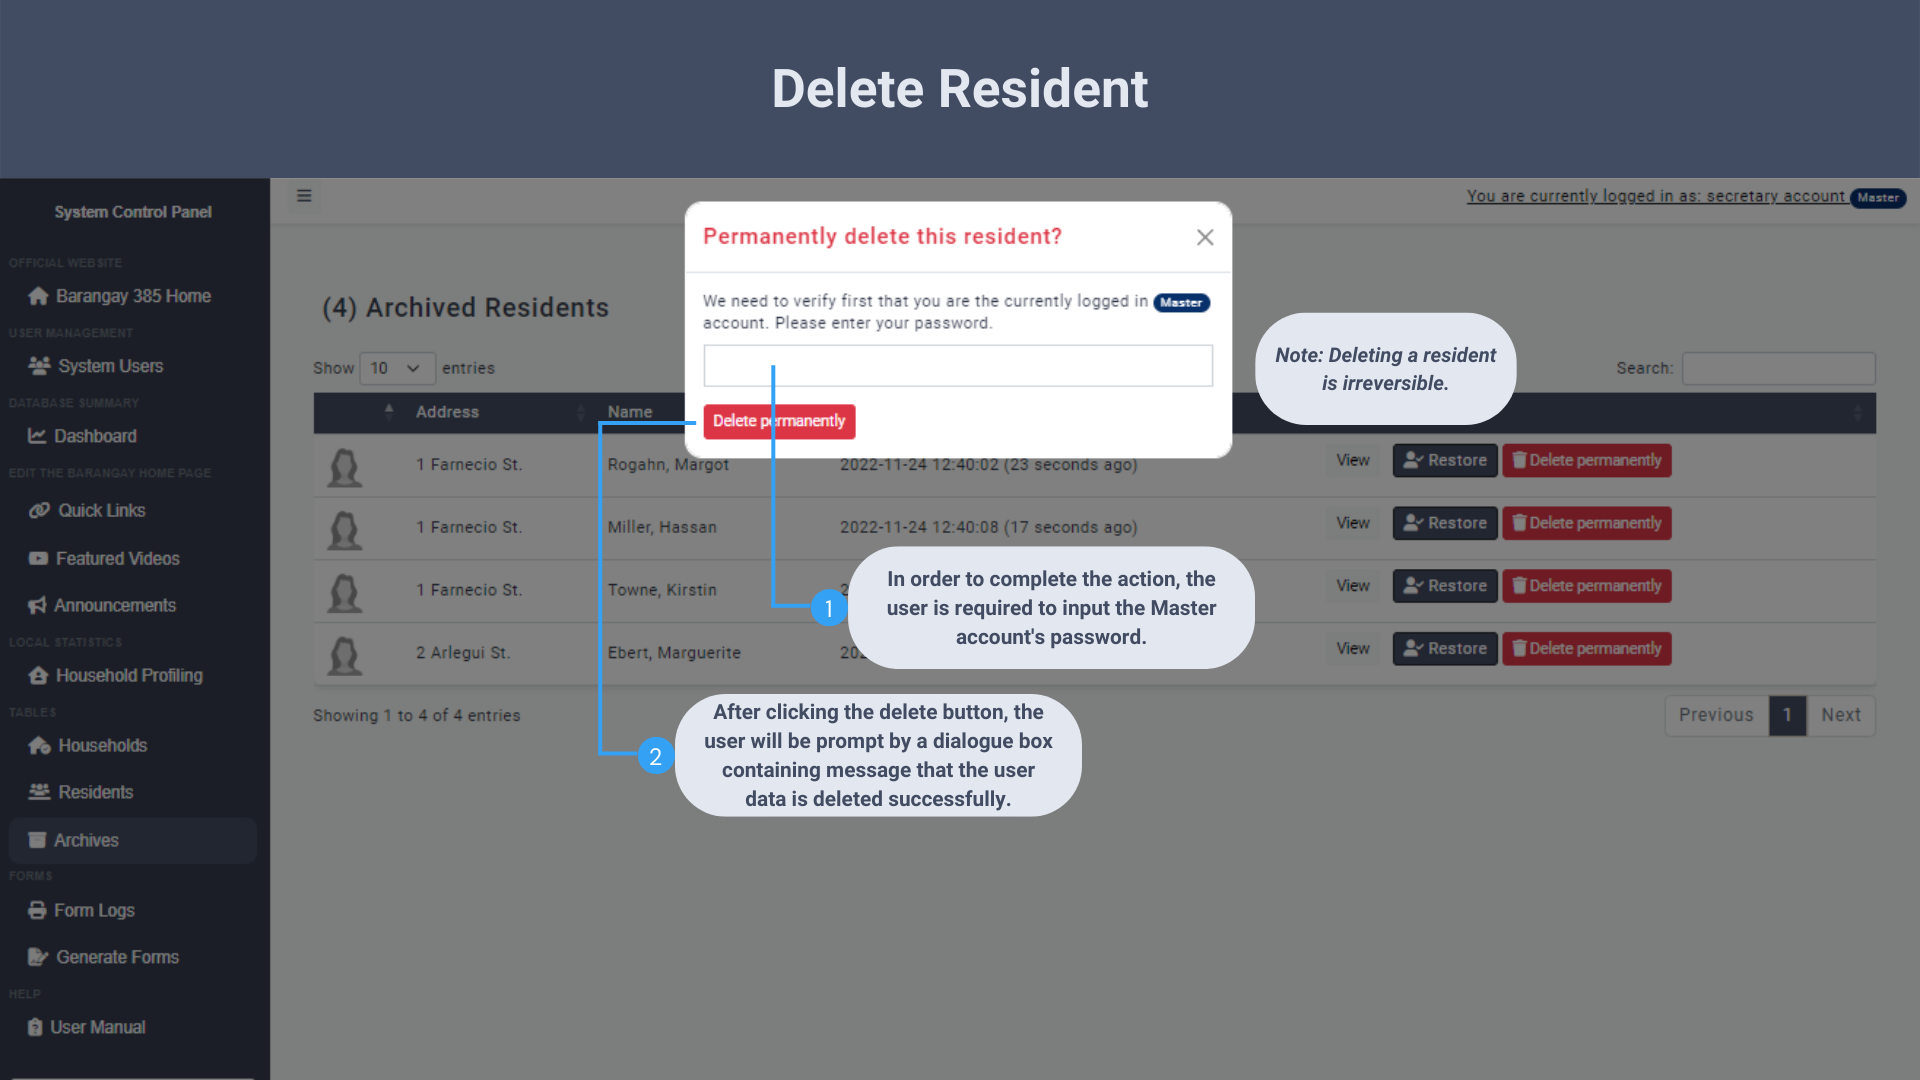 Delete Resident
System Control Panel
OFFICIAL WEBSITE
Barangay 385 Home
USER MANAGEMENT
System Users
DATABASE SUMMARY
Dashboard
EDIT THE BARANGAY HOME PAGE
Quick Links
Featured Videos
Announcements
LOCAL STATISTICS
Household Profiling
TABLES
Households
Residents
Archives
FORMS
Form Logs
Generate Forms
HELP
User Manual
You are currently logged in as: secretary account Master
(4) Archived Residents
Show 10 entries
Search:
Permanently delete this resident?
We need to verify first that you are the currently logged in Master
account. Please enter your password.
Delete permanently
Note: Deleting a resident
is irreversible.
Address Name
1 Farnecio St. Rogahn, Margot 2022-11-24 12:40:02 (23 seconds ago) View Restore Delete permanently
1 Farnecio St. Miller, Hassan 2022-11-24 12:40:08 (17 seconds ago) View Restore Delete permanently
1 Farnecio St. Towne, Kirstin 2 View Restore Delete permanently
2 Arlegui St. Ebert, Marguerite 202 View Restore Delete permanently
1
In order to complete the action, the
user is required to input the Master
account's password.
Showing 1 to 4 of 4 entries
Previous 1 Next
2
After clicking the delete button, the
user will be prompt by a dialogue box
containing message that the user
data is deleted successfully.